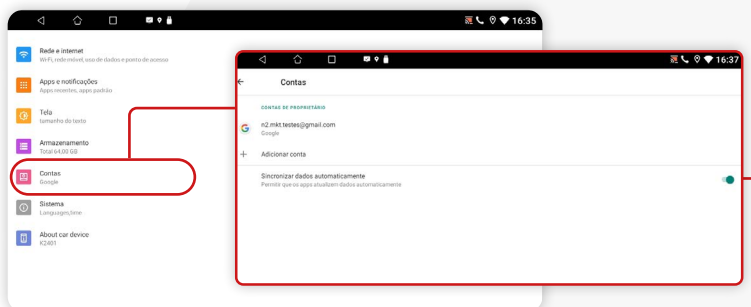 16:35
Rede e internet
Wi-Fi, rede móvel, uso de dados e ponto de acesso
Apps e notificações
Apps recentes, apps padrão
Tela
tamanho do texto
Armazenamento
Total 64,00 GB
Contas
Google
Sistema
Languages,time
About car device
K2401
16:37
Contas
CONTAS DE PROPRIETÁRIO
n2.mkt.testes@gmail.com
Google
Adicionar conta
Sincronizar dados automaticamente
Permitir que os apps atualizem dados automaticamente